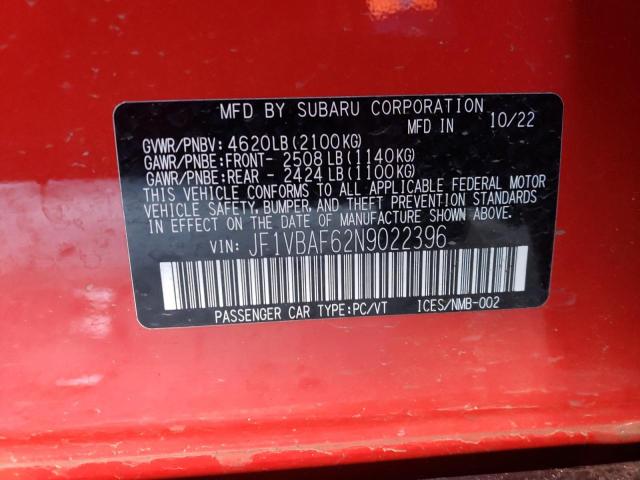 MFD BY SUBARU CORPORATION
MFD IN 10/22
GVWR/PNBV: 4620LB(2100KG)
GAWR/PNBE:FRONT- 2508LB(1140KG)
GAWR/PNBE:REAR - 2424LB(1100KG)
THIS VEHICLE CONFORMS TO ALL APPLICABLE FEDERAL MOTOR
VEHICLE SAFETY, BUMPER, AND THEFT PREVENTION STANDARDS
IN EFFECT ON THE DATE OF MANUFACTURE SHOWN ABOVE.
VIN: JF1VBAF62N9022396
PASSENGER CAR TYPE:PC/VT ICES/NMB-002